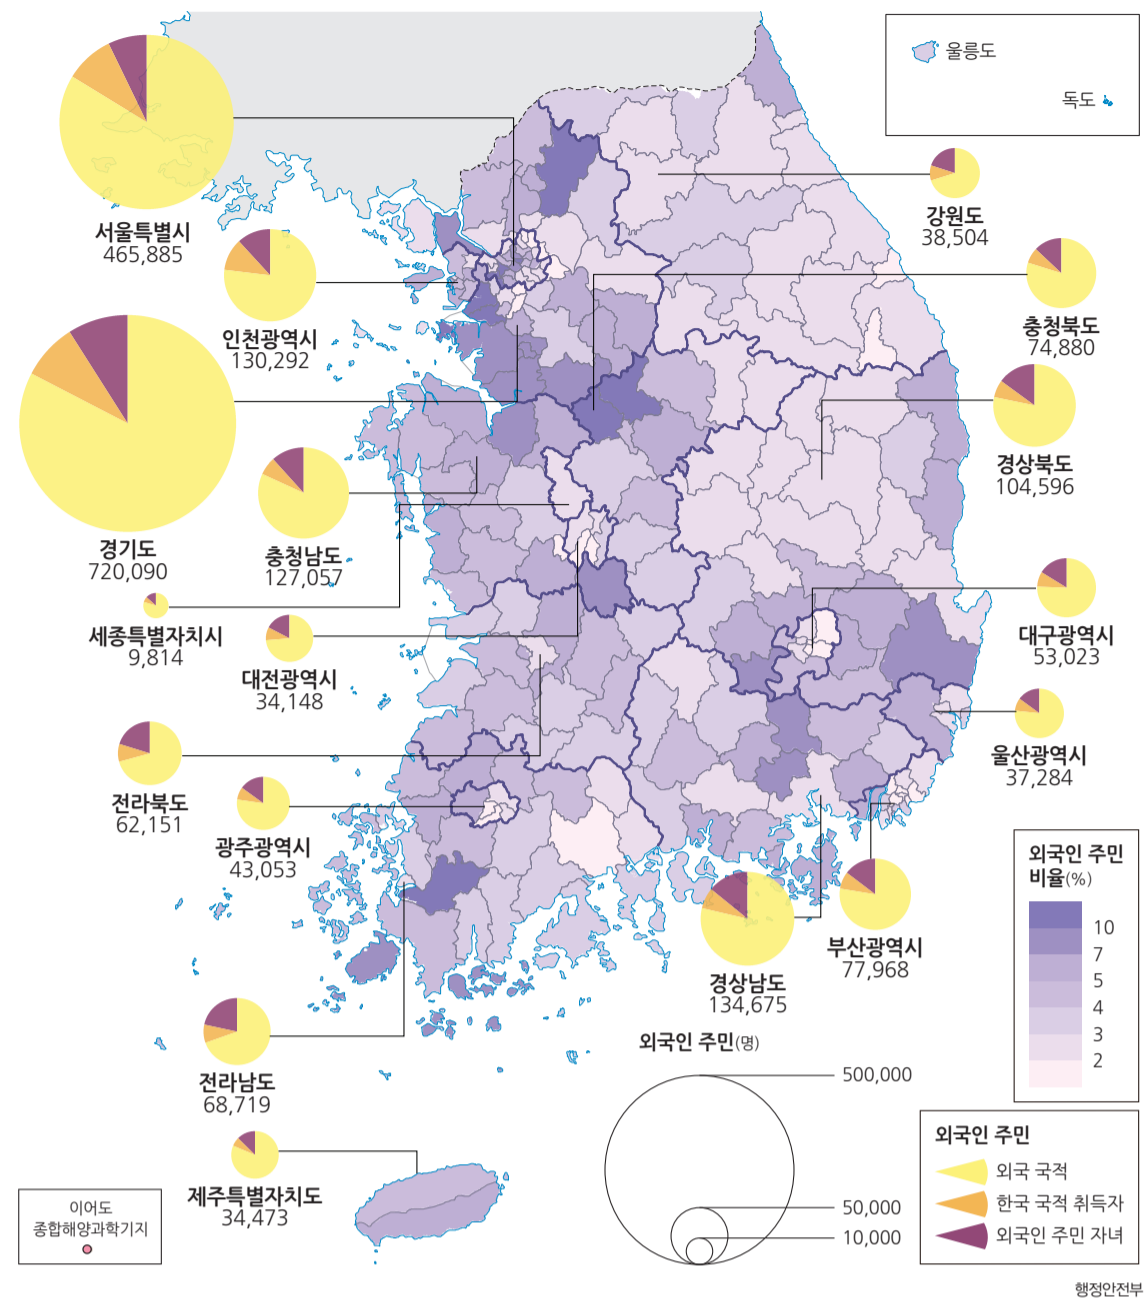 울릉도
독도
서울특별시
465,885
강원도
38,504
인천광역시
130,292
충청북도
74,880
경기도
720,090
충청남도
127,057
경상북도
104,596
세종특별자치시
9,814
대전광역시
34,148
대구광역시
53,023
울산광역시
37,284
전라북도
62,151
광주광역시
43,053
경상남도
134,675
부산광역시
77,968
전라남도
68,719
제주특별자치도
34,473
이어도
종합해양과학기지
외국인 주민(명)
500,000
50,000
10,000
외국인 주민
비율(%)
10
7
5
4
3
2
외국인 주민
외국 국적
한국 국적 취득자
외국인 주민 자녀
행정안전부